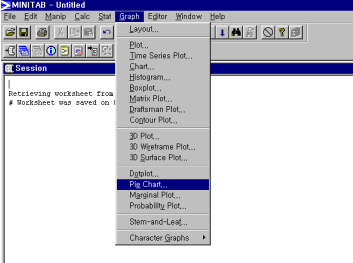 MINITAB - Untitled
File Edit Manip Calc Stat Graph Editor Window Help
Layout...
Plot...
Time Series Plot...
Chart...
Histogram...
Boxplot...
Matrix Plot...
Draftsman Plot...
Contour Plot...
3D Plot...
3D Wireframe Plot...
3D Surface Plot...
Dotplot...
Pie Chart...
Marginal Plot...
Probability Plot...
Stem-and-Leaf...
Character Graphs
Session
Retrieving worksheet from
# Worksheet was saved on